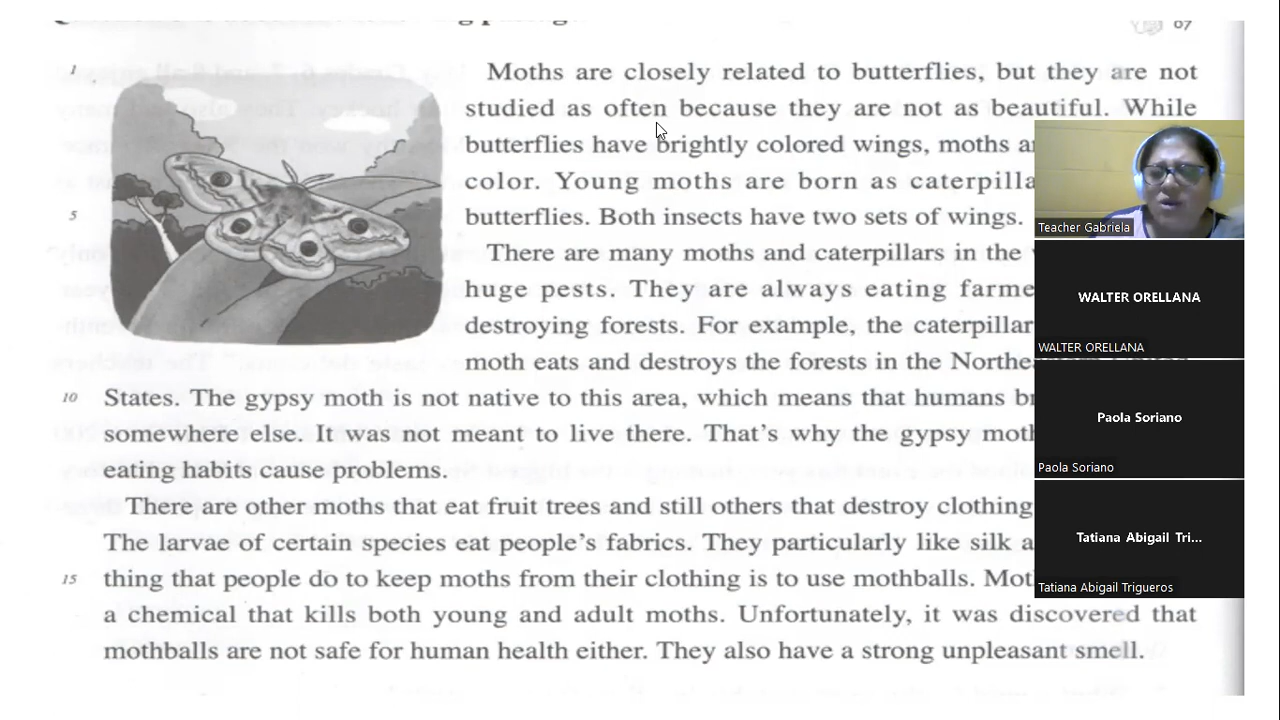 67
1 Moths are closely related to butterflies, but they are not
studied as often because they are not as beautiful. While
butterflies have brightly colored wings, moths
color. Young moths are born as
5 butterflies. Both insects have two sets of wings.
There are many moths and caterpillars in the
huge pests. They are always eating
destroying forests. For example, the
moth eats and destroys the forests in the
10 States. The gypsy moth is not native to this area, which means that humans
somewhere else. It was not meant to live there. That's why the gypsy
eating habits cause problems.
There are other moths that eat fruit trees and still others that destroy clothing
The larvae of certain species eat people's fabrics. They particularly like silk
15 thing that people do to keep moths from their clothing is to use mothballs.
a chemical that kills both young and adult moths. Unfortunately, it was discovered that
mothballs are not safe for human health either. They also have a strong unpleasant smell.
Teacher Gabriela
WALTER ORELLANA
WALTER ORELLANA
Paola Soriano
Paola Soriano
Tatiana Abigail Tri...
Tatiana Abigail Trigueros